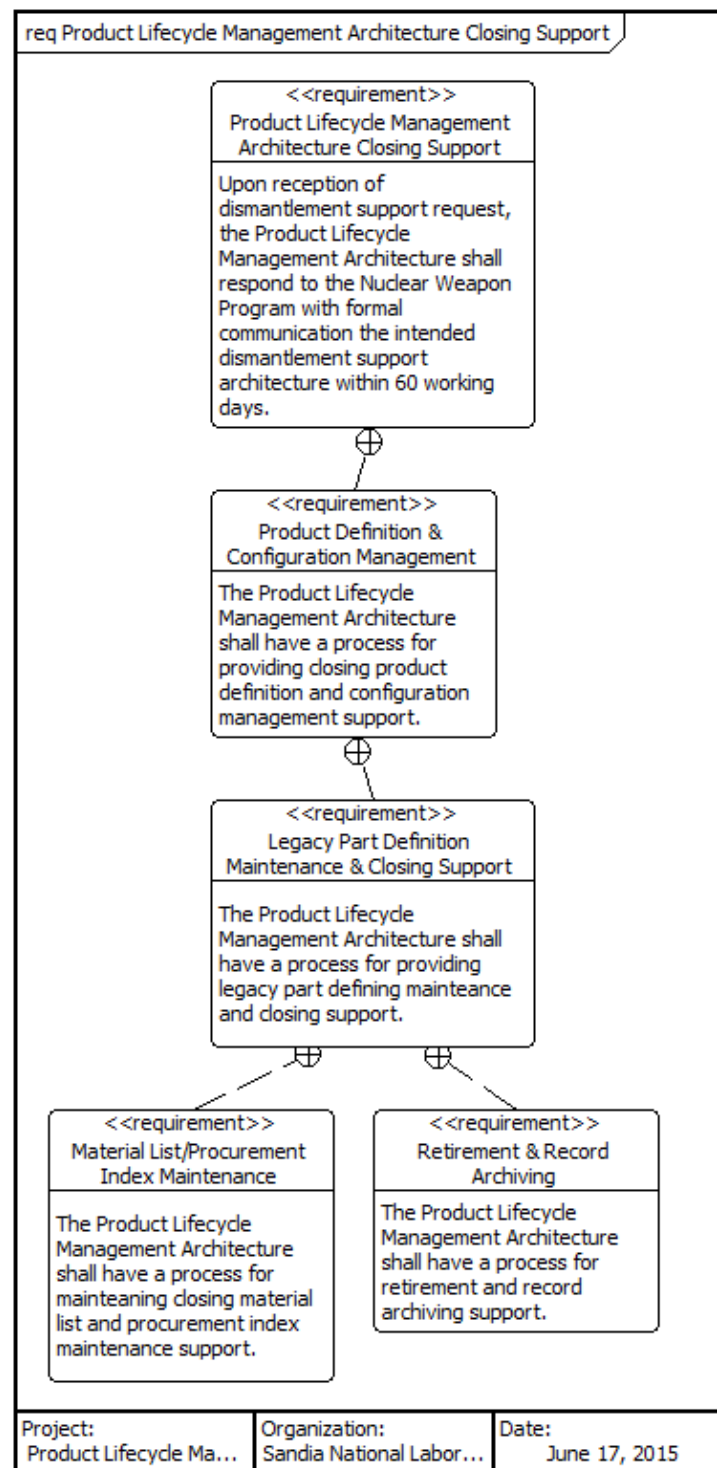 req Product Lifecycle Management Architecture Closing Support
<<requirement>>
Product Lifecycle Management
Architecture Closing Support
Upon reception of
dismantlement support request,
the Product Lifecycle
Management Architecture shall
respond to the Nuclear Weapon
Program with formal
communication the intended
dismantlement support
architecture within 60 working
days.
<<requirement>>
Product Definition &
Configuration Management
The Product Lifecycle
Management Architecture
shall have a process for
providing closing product
definition and configuration
management support.
<<requirement>>
Legacy Part Definition
Maintenance & Closing Support
The Product Lifecycle
Management Architecture shall
have a process for providing
legacy part defining mainteance
and closing support.
<<requirement>>
Material List/Procurement
Index Maintenance
The Product Lifecycle
Management Architecture
shall have a process for
mainteaning closing material
list and procurement index
maintenance support.
<<requirement>>
Retirement & Record
Archiving
The Product Lifecycle
Management Architecture
shall have a process for
retirement and record
archiving support.
Project:
Product Lifecycle Ma...
Organization:
Sandia National Labor...
Date:
June 17, 2015